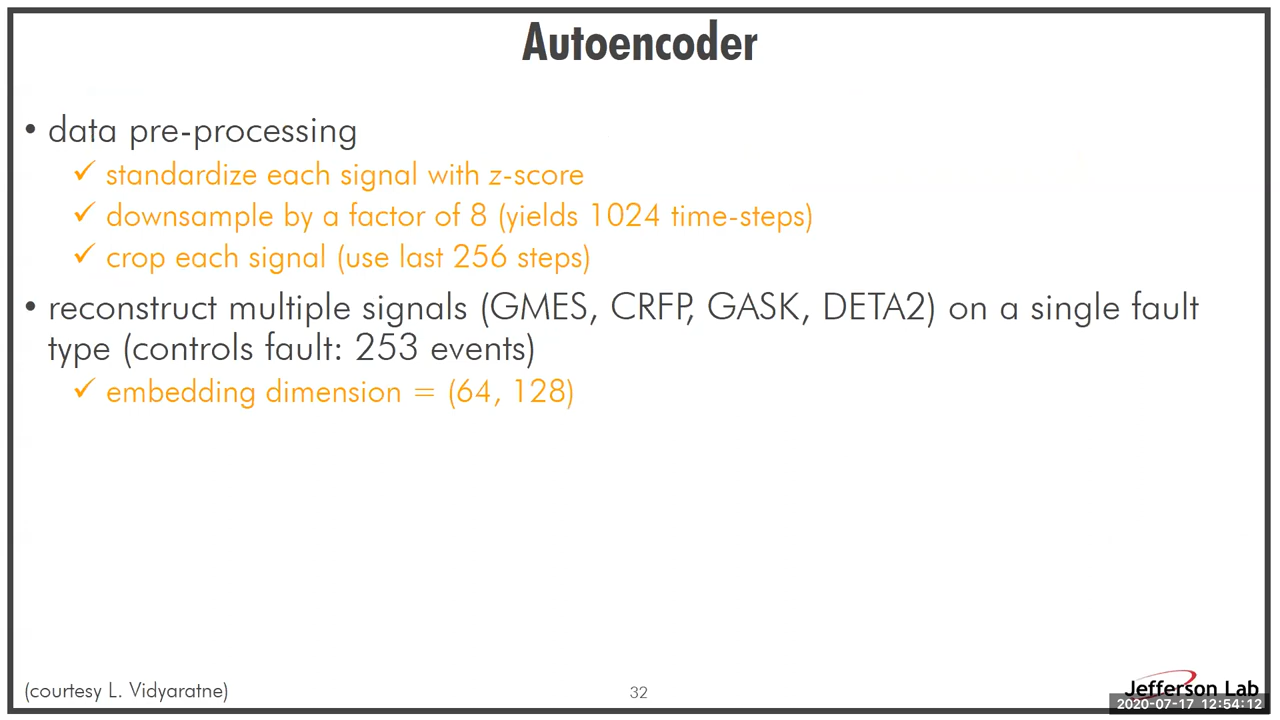 Autoencoder
• data pre-processing
✓ standardize each signal with z-score
✓ downsample by a factor of 8 (yields 1024 time-steps)
✓ crop each signal (use last 256 steps)
• reconstruct multiple signals (GMES, CRFP, GASK, DETA2) on a single fault
type (controls fault: 253 events)
✓ embedding dimension = (64, 128)
(courtesy L. Vidyaratne)
32
Jefferson Lab
2020-07-17 12:54:12